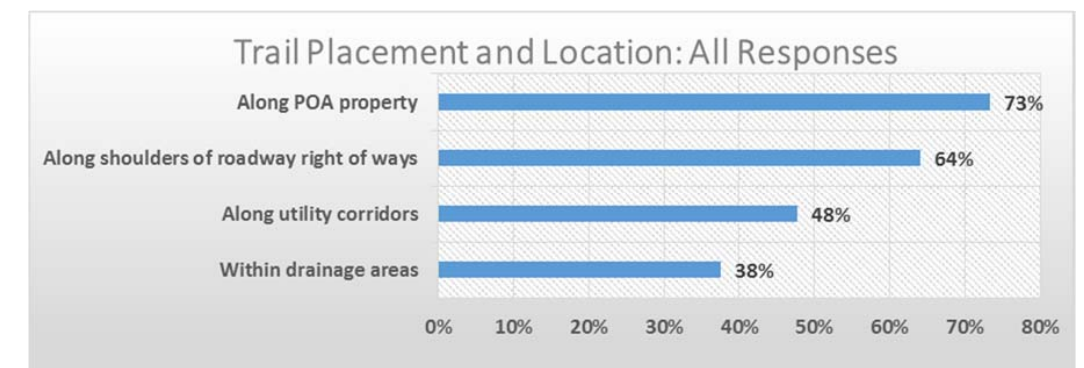 Trail Placement and Location: All Responses
Along POA property 73%
Along shoulders of roadway right of ways 64%
Along utility corridors 48%
Within drainage areas 38%
0% 10% 20% 30% 40% 50% 60% 70% 80%